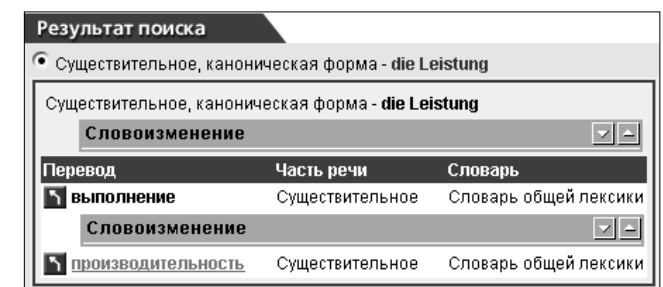 Результат поиска
Существительное, каноническая форма - die Leistung
Существительное, каноническая форма - die Leistung
Словоизменение
Перевод Часть речи Словарь
выполнение Существительное Словарь общей лексики
Словоизменение
производительность Существительное Словарь общей лексики